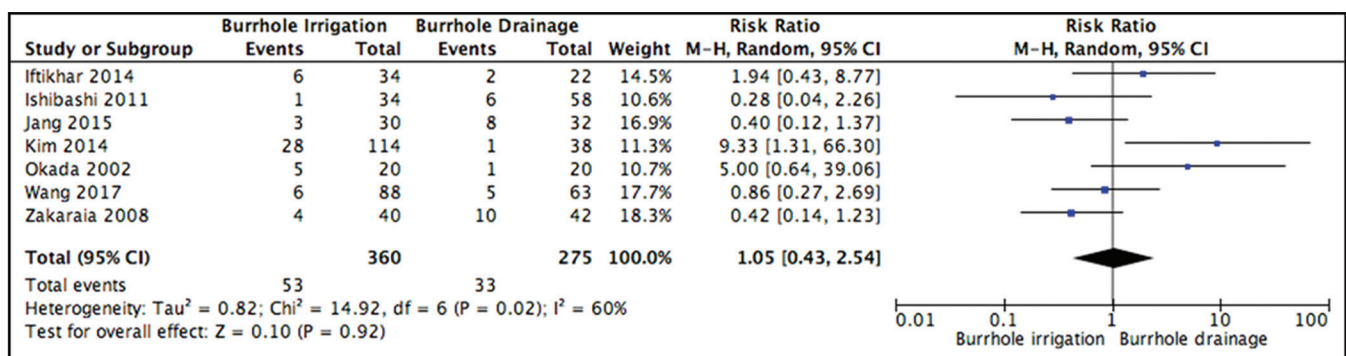 Burrhole Irrigation Burrhole Drainage Risk Ratio Risk Ratio
Study or Subgroup Events Total Events Total Weight M-H, Random, 95% CI M-H, Random, 95% CI
Iftikhar 2014 6 34 2 22 14.5% 1.94 [0.43, 8.77]
Ishibashi 2011 1 34 6 58 10.6% 0.28 [0.04, 2.26]
Jang 2015 3 30 8 32 16.9% 0.40 [0.12, 1.37]
Kim 2014 28 114 1 38 11.3% 9.33 [1.31, 66.30]
Okada 2002 5 20 1 20 10.7% 5.00 [0.64, 39.06]
Wang 2017 6 88 5 63 17.7% 0.86 [0.27, 2.69]
Zakaraia 2008 4 40 10 42 18.3% 0.42 [0.14, 1.23]
Total (95% CI) 360 275 100.0% 1.05 [0.43, 2.54]
Total events 53 33
Heterogeneity: Tau² = 0.82; Chi² = 14.92, df = 6 (P = 0.02); I² = 60%
Test for overall effect: Z = 0.10 (P = 0.92)
0.01 0.1 1 10 100
Burrhole irrigation Burrhole drainage